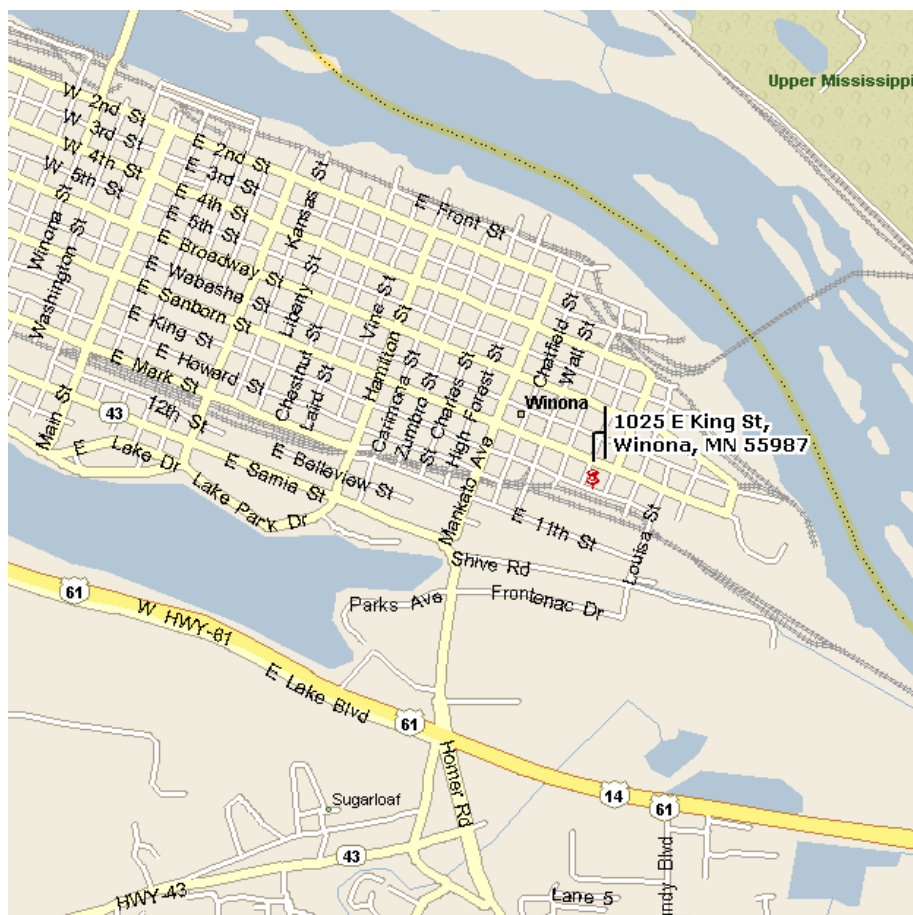 Upper Mississippi
W 2nd St
W 3rd St
W 4th St
W 5th St
E 2nd St
E 3rd St
E 4th St
E 5th St
E Broadway St
E Wabasha St
E Sanborn St
E King St
E Howard St
E Mark St
12th St
Winona St
Washington St
Main St
Kansas St
Liberty St
Chestnut St
Laird St
Vine St
Hamilton St
Carimona St
Zumbro St
St Charles St
High Forest St
Mankato Ave
E Front St
Chatfield St
Wall St
Winona
1025 E King St,
Winona, MN 55987
43
E Lake Dr
Lake Park Dr
E Sarnia St
E Belleview St
E 11th St
Louisa St
Shive Rd
Parks Ave
Frontenac Dr
61
W HWY-61
E Lake Blvd
61
Homer Rd
14
61
Sugarloaf
43
HWY-43
Lane 5
ndy Blvd